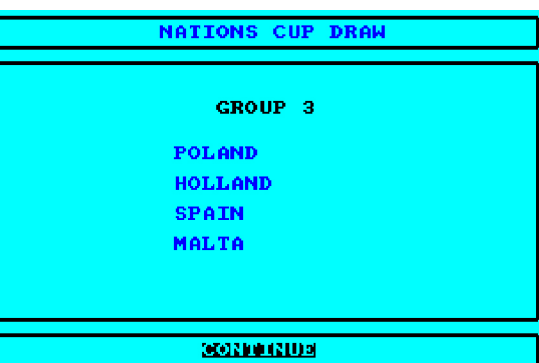 NATIONS CUP DRAW
GROUP 3
POLAND
HOLLAND
SPAIN
MALTA
CONTINUE